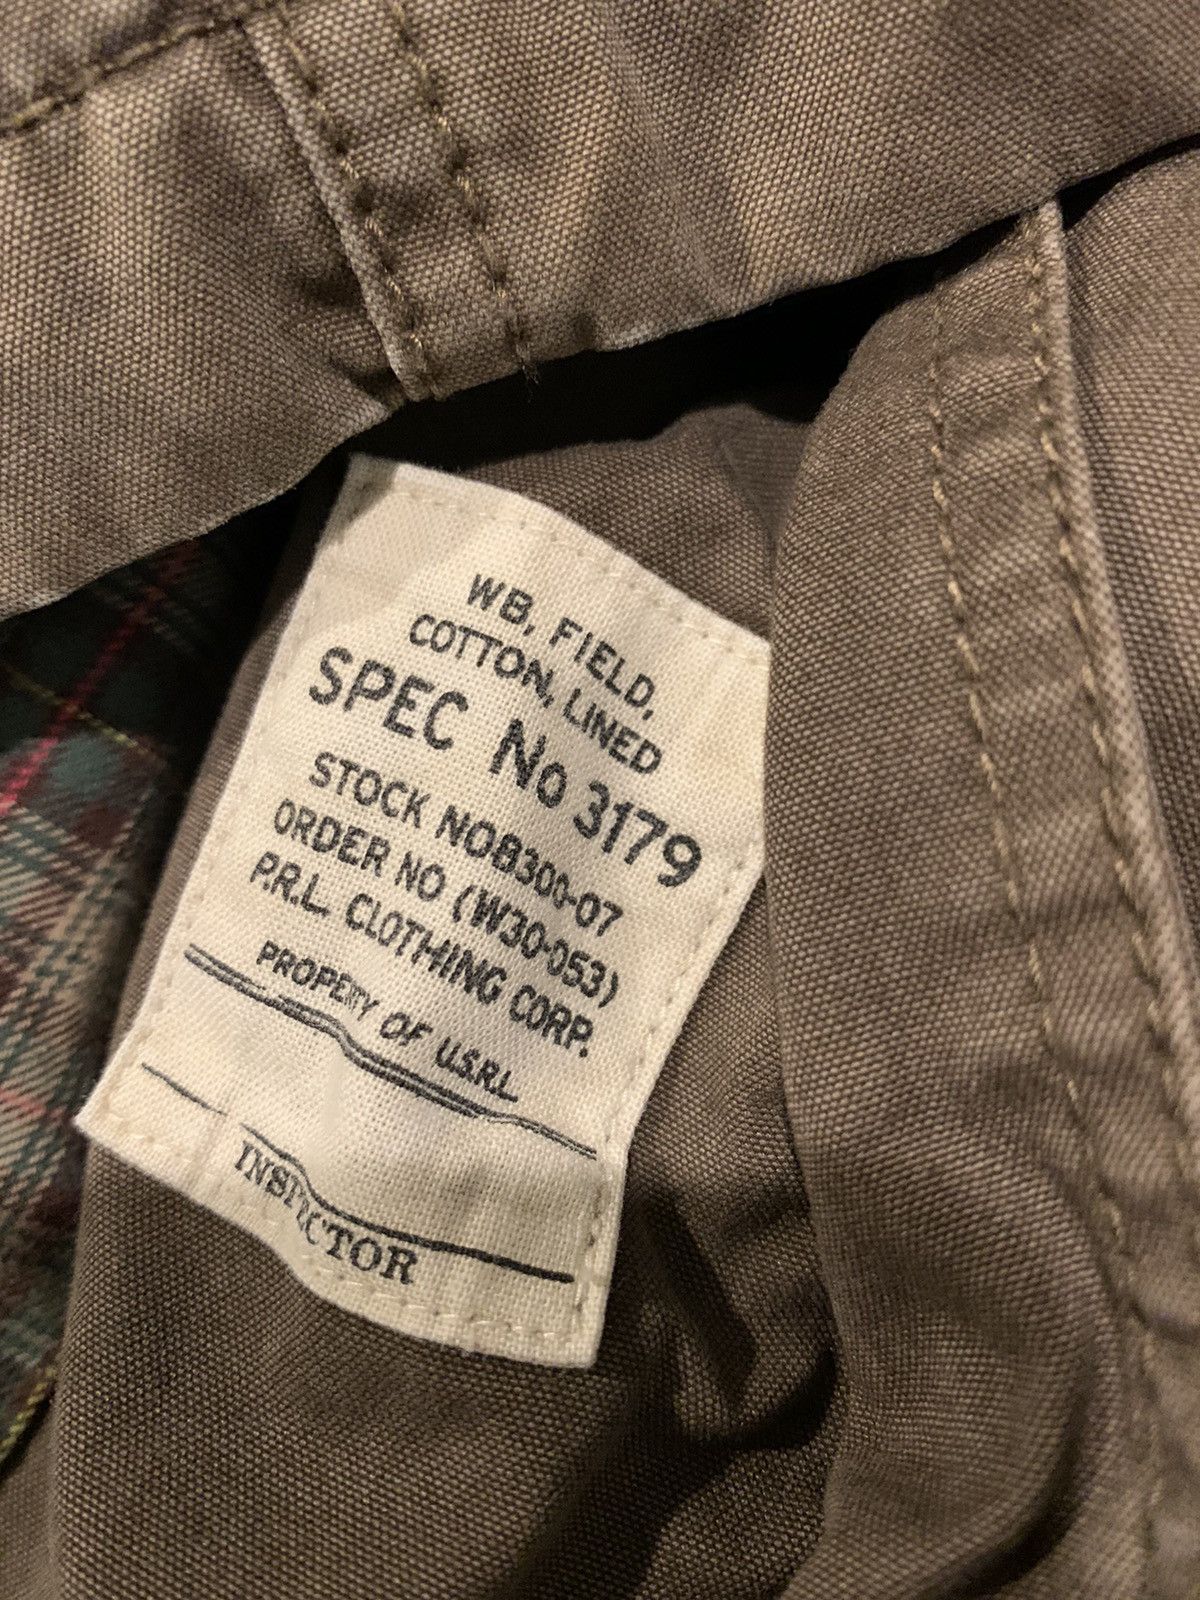 WB, FIELD,
COTTON, LINED
SPEC No 3179
STOCK NO8300-07
ORDER NO (W30-053)
P.R.L. CLOTHING CORP.
PROPERTY OF U.S.R.L.
INSPECTOR